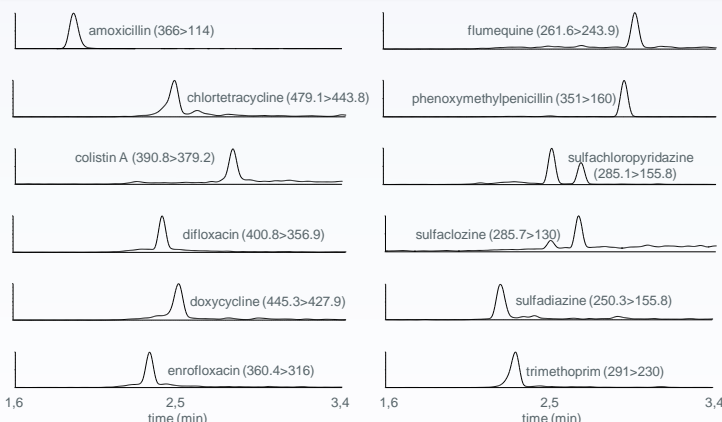 amoxicillin (366>114)
chlortetracycline (479.1>443.8)
colistin A (390.8>379.2)
difloxacin (400.8>356.9)
doxycycline (445.3>427.9)
enrofloxacin (360.4>316)
1,6 2,5 3,4
time (min)
flumequine (261.6>243.9)
phenoxymethylpenicillin (351>160)
sulfachloropyridazine
(285.1>155.8)
sulfaclozine (285.7>130)
sulfadiazine (250.3>155.8)
trimethoprim (291>230)
1,6 2,5 3,4
time (min)